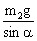 m₂g
sin α